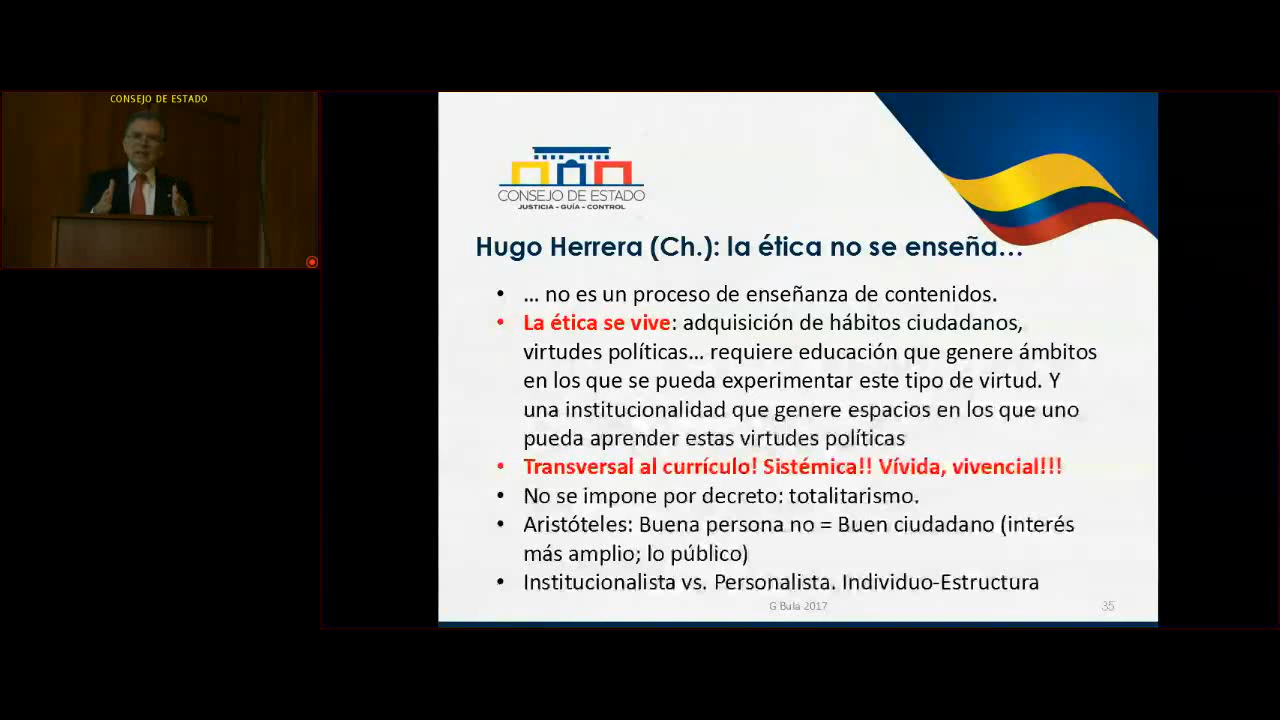 CONSEJO DE ESTADO
CONSEJO DE ESTADO
JUSTICIA - GUÍA - CONTROL
Hugo Herrera (Ch.): la ética no se enseña...
• ... no es un proceso de enseñanza de contenidos.
• La ética se vive: adquisición de hábitos ciudadanos,
virtudes políticas... requiere educación que genere ámbitos
en los que se pueda experimentar este tipo de virtud. Y
una institucionalidad que genere espacios en los que uno
pueda aprender estas virtudes políticas
• Transversal al currículo! Sistémica!! Vívida, vivencial!!!
• No se impone por decreto: totalitarismo.
• Aristóteles: Buena persona no = Buen ciudadano (interés
más amplio; lo público)
• Institucionalista vs. Personalista. Individuo-Estructura
G Bula 2017
35